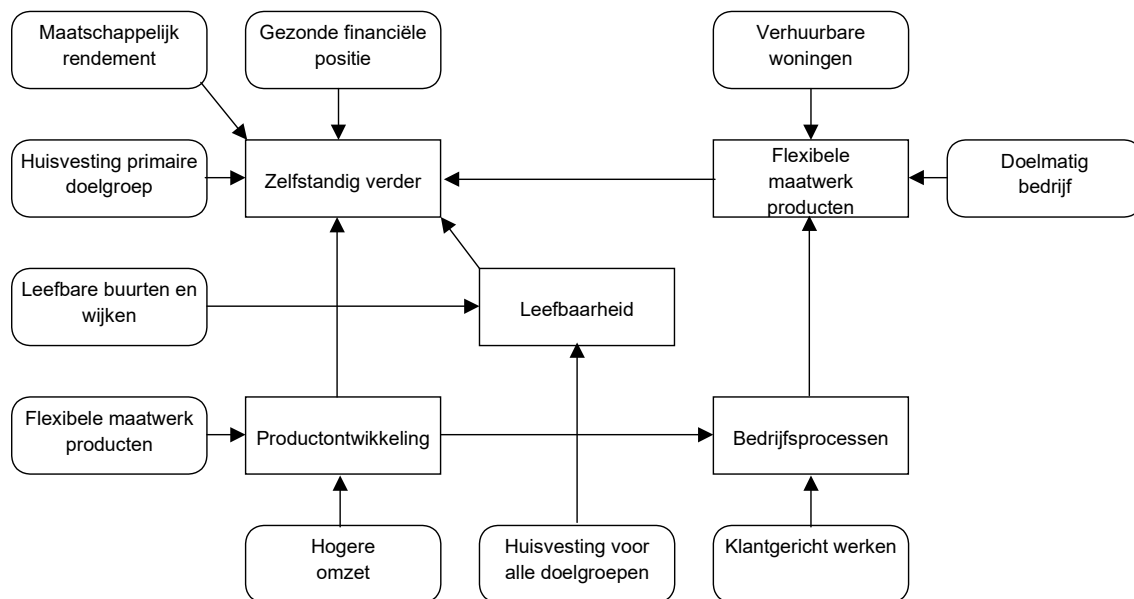 Maatschappelijk
rendement
Gezonde financiële
positie
Verhuurbare
woningen
Huisvesting primaire
doelgroep
Zelfstandig verder
Flexibele
maatwerk
producten
Doelmatig
bedrijf
Leefbare buurten en
wijken
Leefbaarheid
Flexibele maatwerk
producten
Productontwikkeling
Bedrijfsprocessen
Hogere
omzet
Huisvesting voor
alle doelgroepen
Klantgericht werken